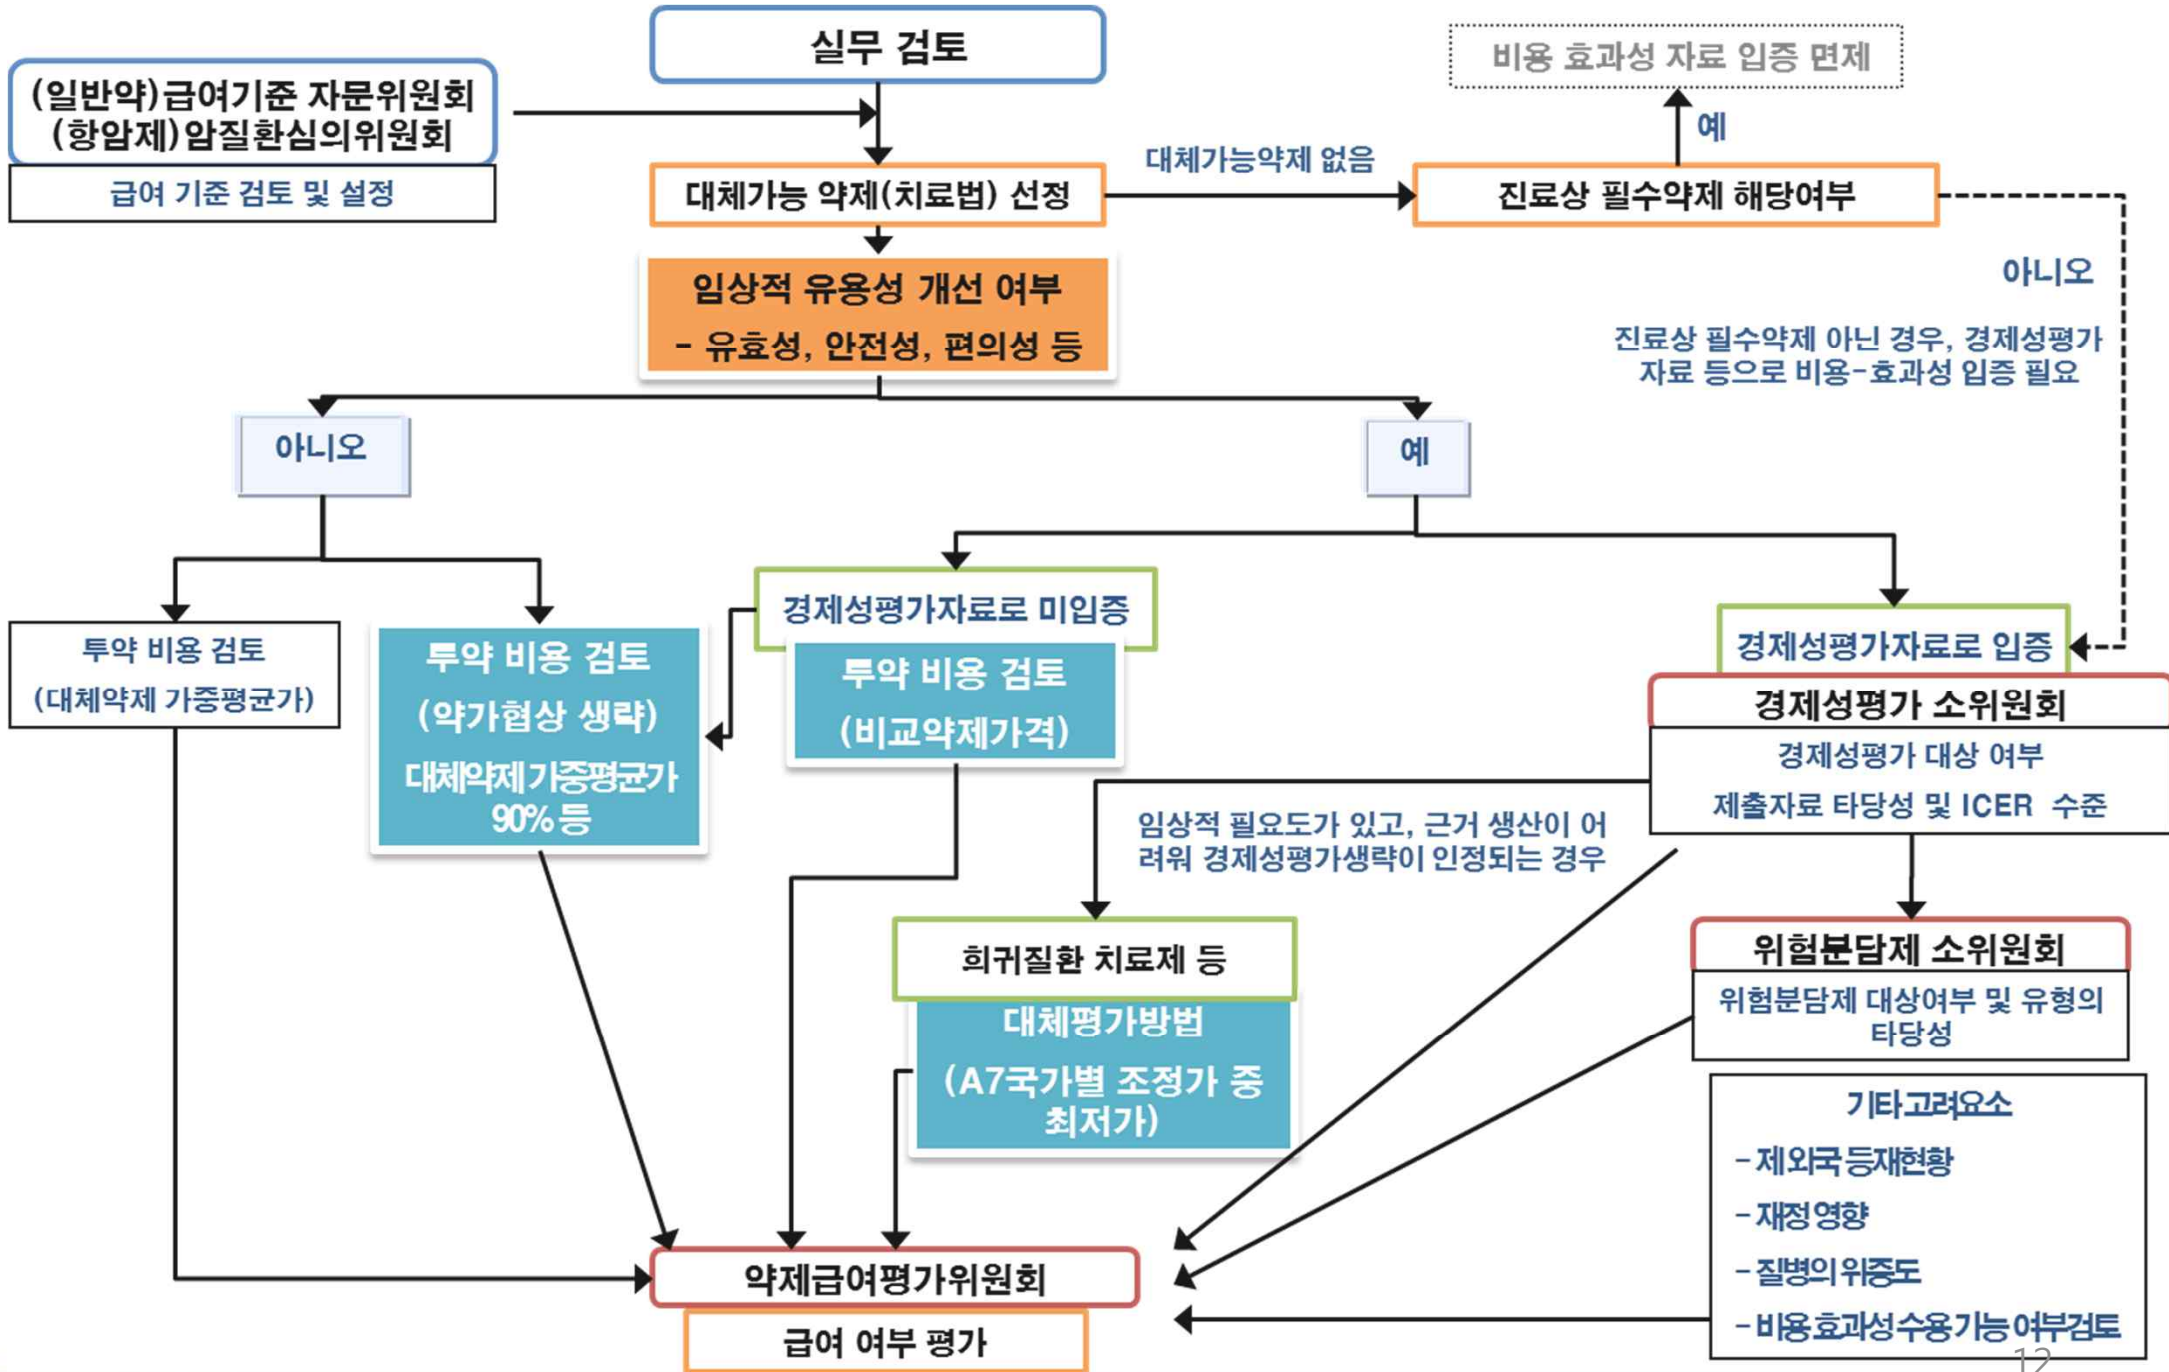 실무 검토
비용 효과성 자료 입증 면제
(일반약)급여기준 자문위원회
(항암제)암질환심의위원회
급여 기준 검토 및 설정
예
대체가능약제 없음
대체가능 약제(치료법) 선정
진료상 필수약제 해당여부
임상적 유용성 개선 여부
- 유효성, 안전성, 편의성 등
아니오
진료상 필수약제 아닌 경우, 경제성평가
자료 등으로 비용-효과성 입증 필요
아니오
예
투약 비용 검토
(대체약제 가중평균가)
투약 비용 검토
(약가협상 생략)
대체약제 가중평균가
90% 등
경제성평가자료로 미입증
투약 비용 검토
(비교약제가격)
경제성평가자료로 입증
경제성평가 소위원회
경제성평가 대상 여부
제출자료 타당성 및 ICER 수준
임상적 필요도가 있고, 근거 생산이 어
려워 경제성평가생략이 인정되는 경우
희귀질환 치료제 등
대체평가방법
(A7국가별 조정가 중
최저가)
위험분담제 소위원회
위험분담제 대상여부 및 유형의
타당성
기타 고려요소
- 제 외국 등재현황
- 재정 영향
- 질병의 위중도
- 비용 효과성 수용 가능 여부 검토
약제급여평가위원회
급여 여부 평가
12